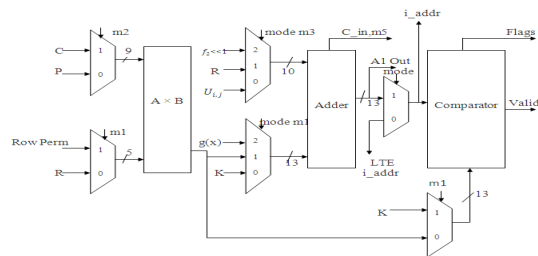 m2
C
1
P
0
9
A × B
m1
Row Perm
1
R
0
5
mode m3
f₂<<1
2
R
1
U_{i,j}
0
10
mode m1
g(x)
2
1
K
0
13
C_in,m5
Adder
13
A1 Out
mode
1
0
LTE
i_addr
i_addr
Flags
Comparator
Valid
m1
K
1
0
13